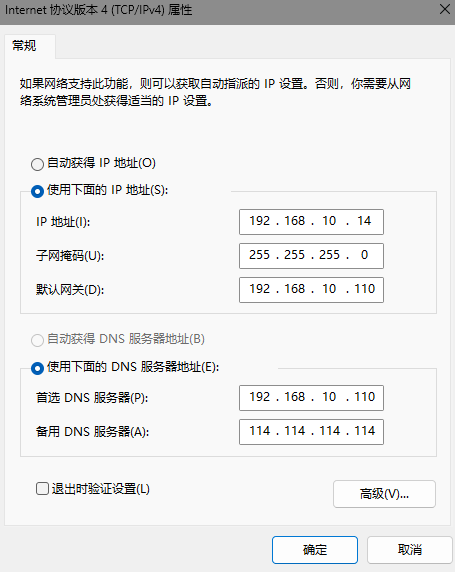 Internet 协议版本 4 (TCP/IPv4) 属性
常规
如果网络支持此功能，则可以获取自动指派的 IP 设置。否则，你需要从网
络系统管理员处获得适当的 IP 设置。
自动获得 IP 地址(O)
使用下面的 IP 地址(S):
IP 地址(I): 192 . 168 . 10 . 14
子网掩码(U): 255 . 255 . 255 . 0
默认网关(D): 192 . 168 . 10 . 110
自动获得 DNS 服务器地址(B)
使用下面的 DNS 服务器地址(E):
首选 DNS 服务器(P): 192 . 168 . 10 . 110
备用 DNS 服务器(A): 114 . 114 . 114 . 114
退出时验证设置(L)
高级(V)...
确定 取消